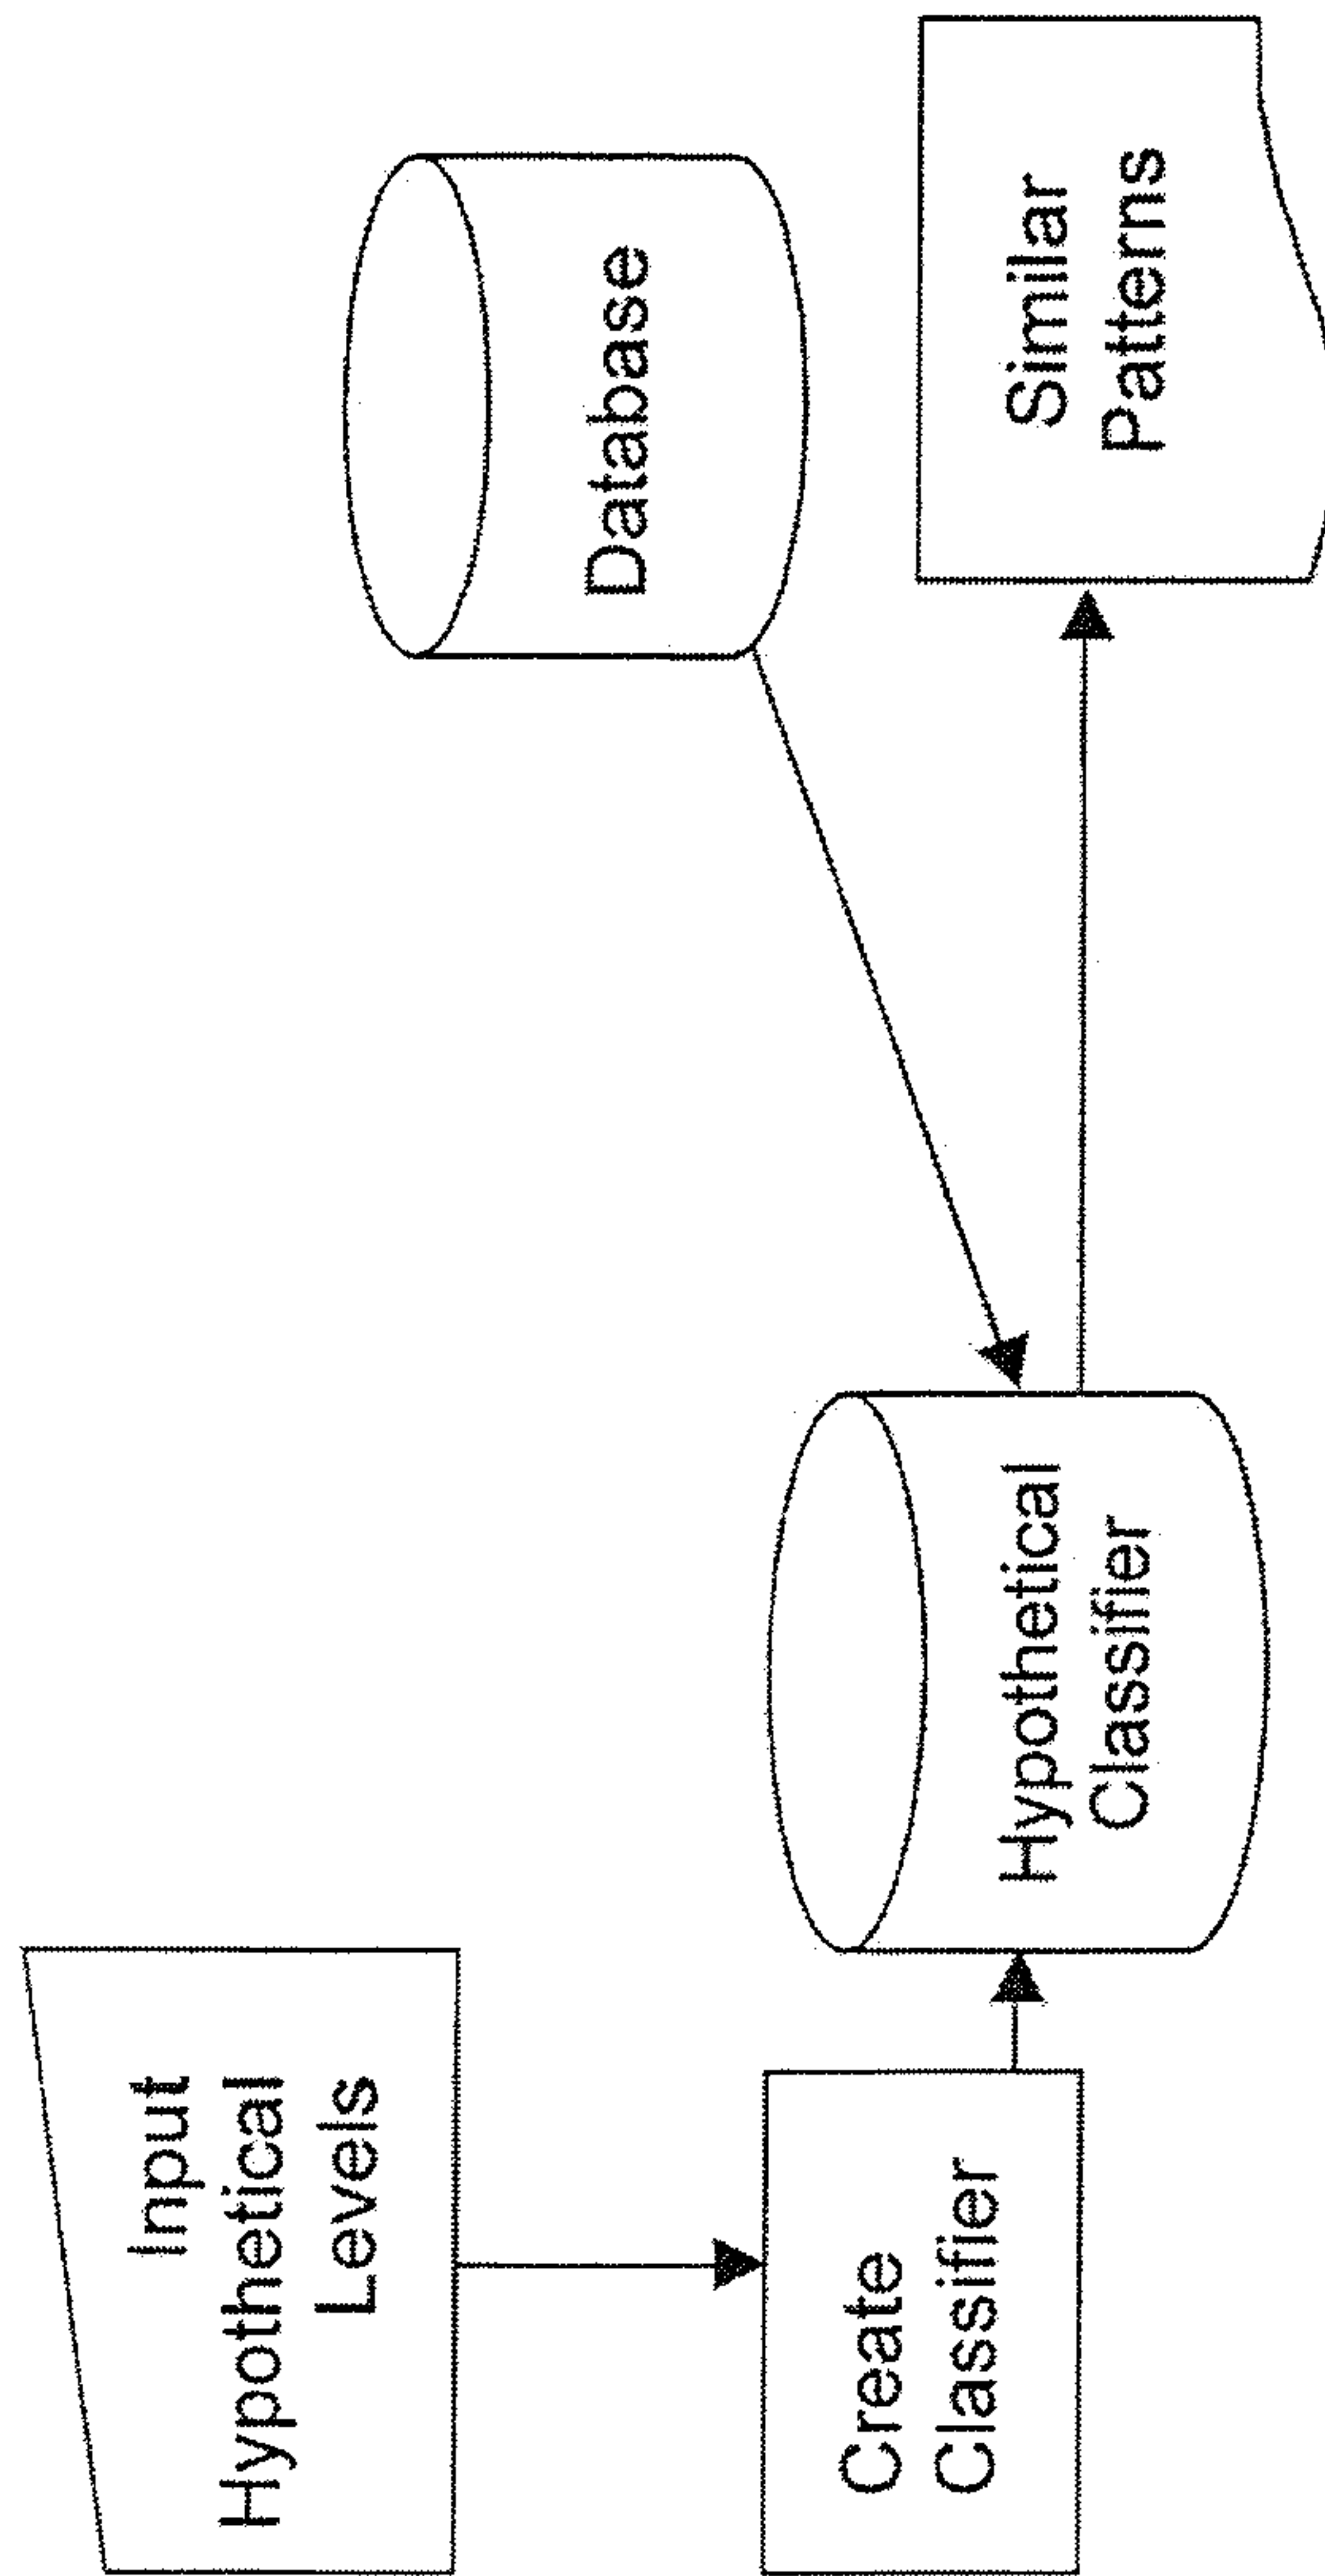 Input
Hypothetical
Levels
Database
Create
Classifier
Hypothetical
Classifier
Similar
Patterns